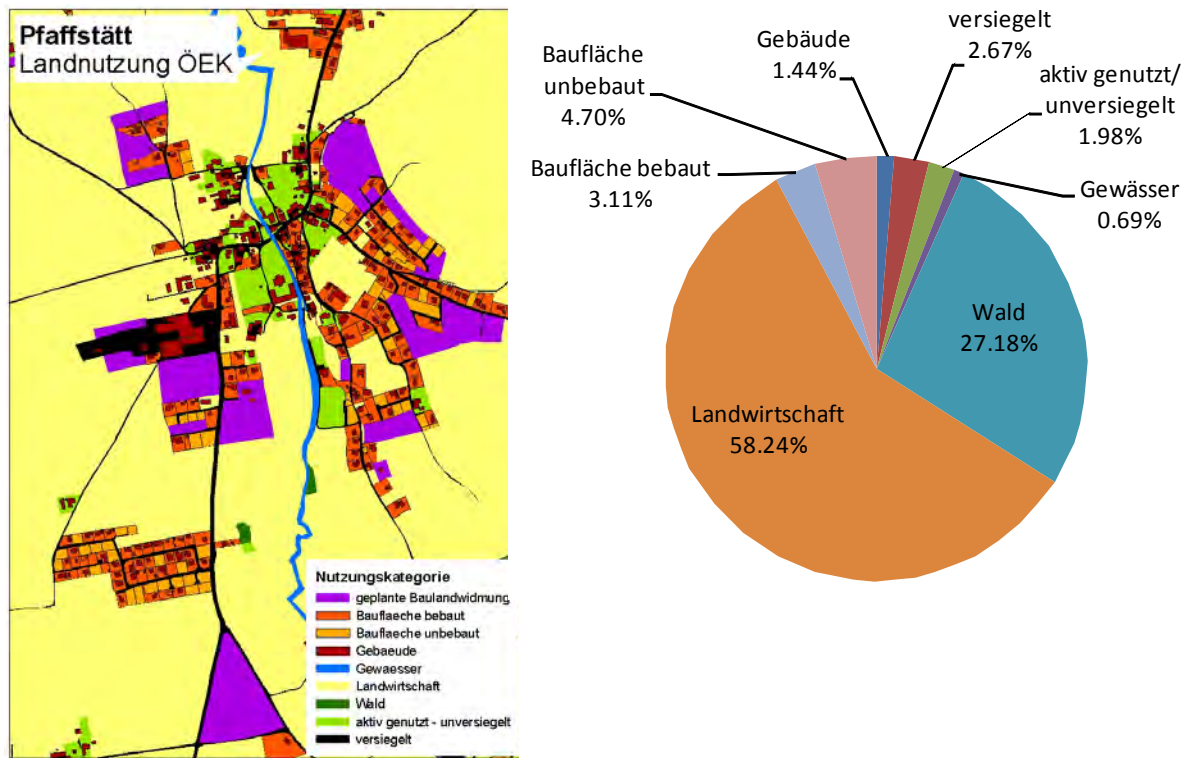 Pfaffstätt
Landnutzung ÖEK
Nutzungskategorie
geplante Baulandwidmung
Bauflaeche bebaut
Bauflaeche unbebaut
Gebaeude
Gewaesser
Landwirtschaft
Wald
aktiv genutzt - unversiegelt
versiegelt
Baufläche
unbebaut
4.70%
Gebäude
1.44%
versiegelt
2.67%
aktiv genutzt/
unversiegelt
1.98%
Baufläche bebaut
3.11%
Gewässer
0.69%
Wald
27.18%
Landwirtschaft
58.24%